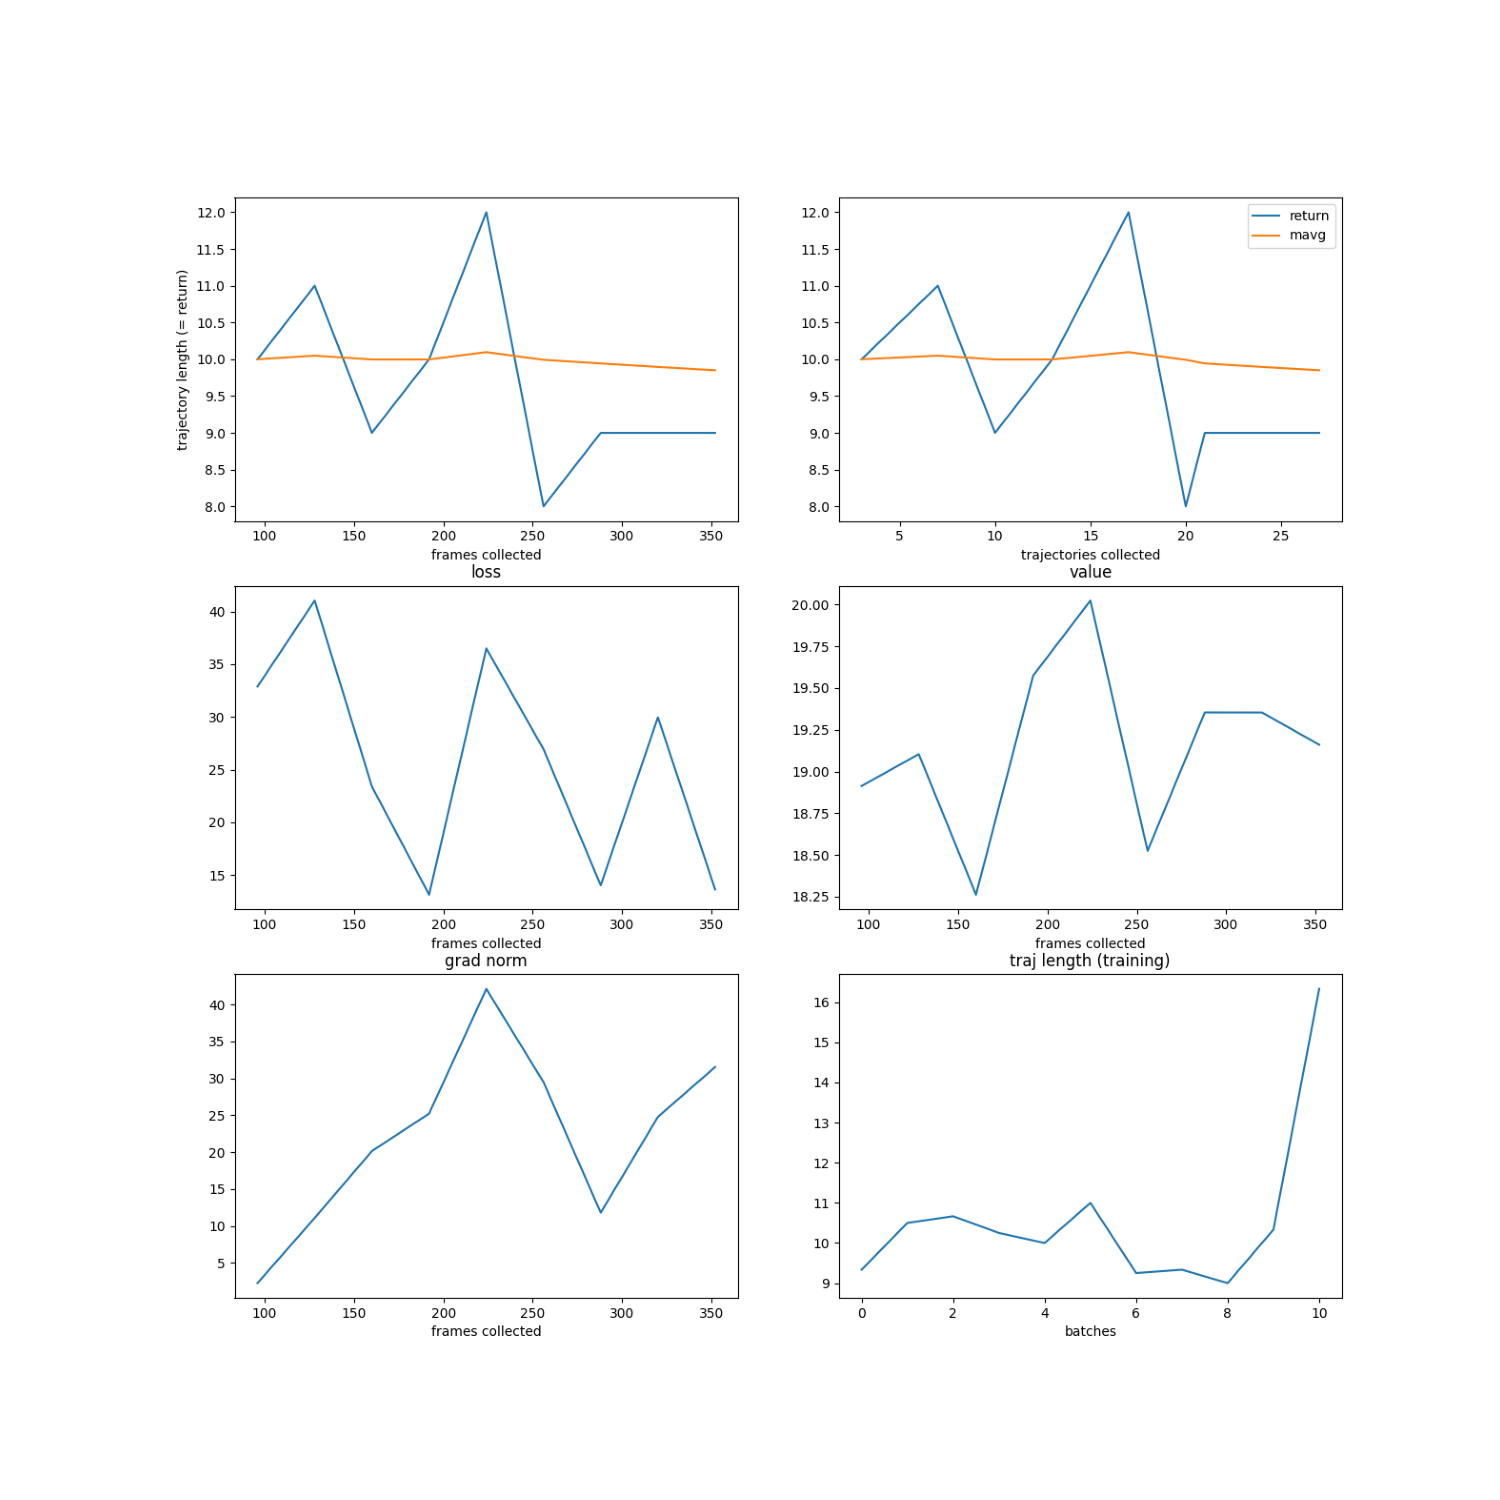 12.0
11.5
11.0
10.5
10.0
9.5
9.0
8.5
8.0
trajectory length (= return)
100 150 200 250 300 350
frames collected
return
mavg
12.0
11.5
11.0
10.5
10.0
9.5
9.0
8.5
8.0
5 10 15 20 25
trajectories collected
loss
40
35
30
25
20
15
100 150 200 250 300 350
frames collected
value
20.00
19.75
19.50
19.25
19.00
18.75
18.50
18.25
100 150 200 250 300 350
frames collected
grad norm
40
35
30
25
20
15
10
5
100 150 200 250 300 350
frames collected
traj length (training)
16
15
14
13
12
11
10
9
0 2 4 6 8 10
batches